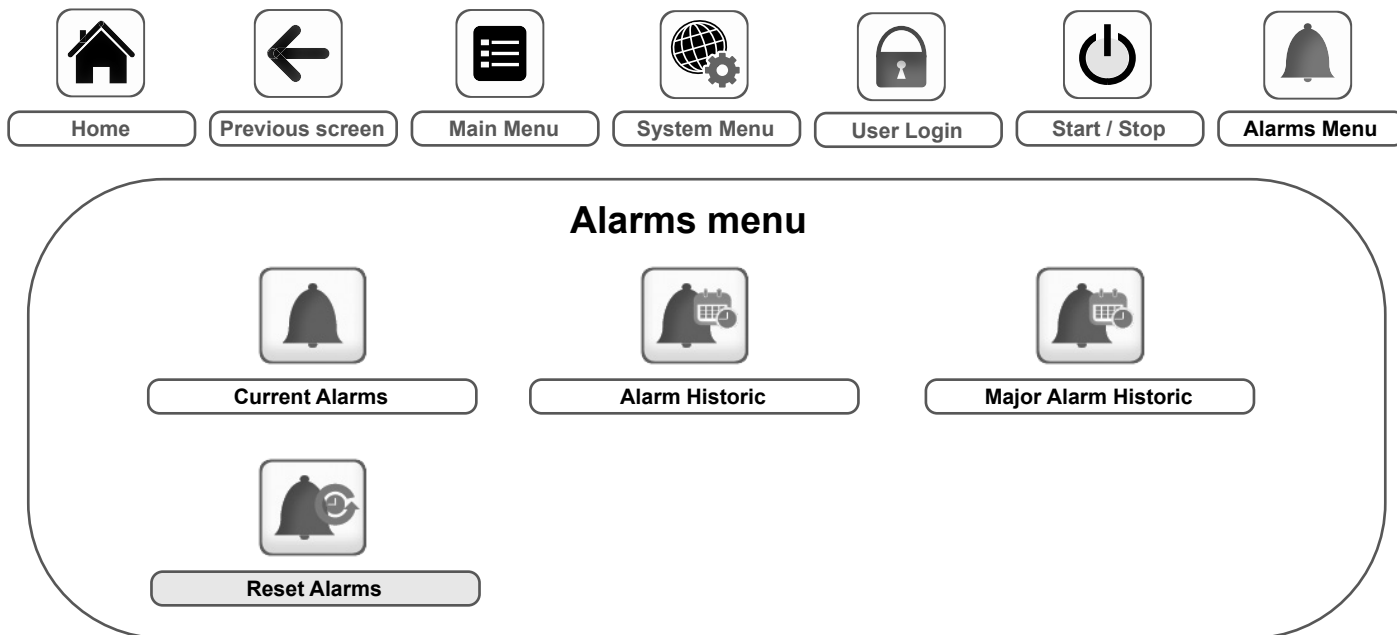 Home
Previous screen
Main Menu
System Menu
User Login
Start / Stop
Alarms Menu
Alarms menu
Current Alarms
Alarm Historic
Major Alarm Historic
Reset Alarms